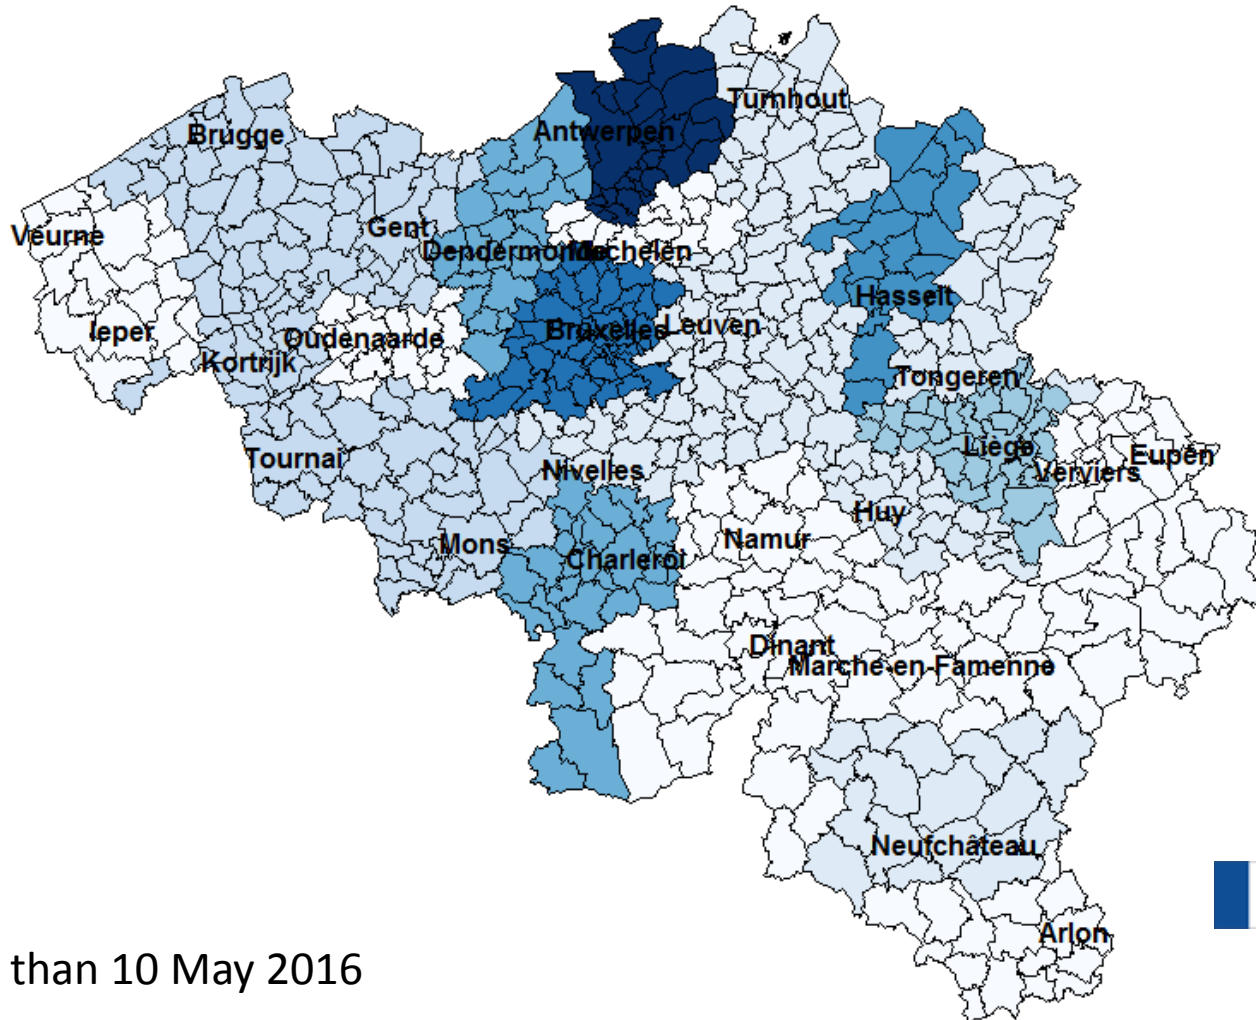 Turnhout
Brugge
Antwerpen
Gent
Veurne
Dendermonde
Mechelen
Hasselt
Ieper
Oudenaarde
Bruxelles
Leuven
Kortrijk
Tongeren
Tournai
Liège
Eupen
Nivelles
Verviers
Huy
Mons
Namur
Charleroi
Dinant
Marche-en-Famenne
Neufchâteau
Arlon
than 10 May 2016